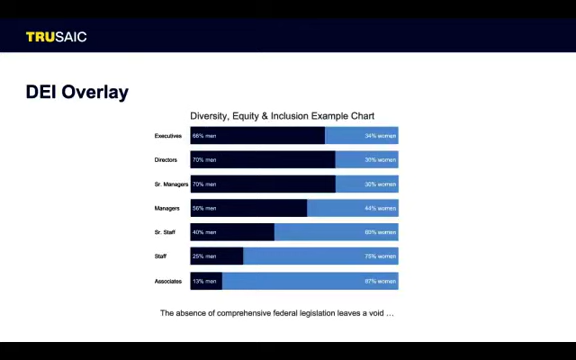 TRUSAIC
DEI Overlay
Diversity, Equity & Inclusion Example Chart
Executives 66% men 34% women
Directors 70% men 30% women
Sr. Managers 70% men 30% women
Managers 56% men 44% women
Sr. Staff 40% men 60% women
Staff 25% men 75% women
Associates 13% men 87% women
The absence of comprehensive federal legislation leaves a void …